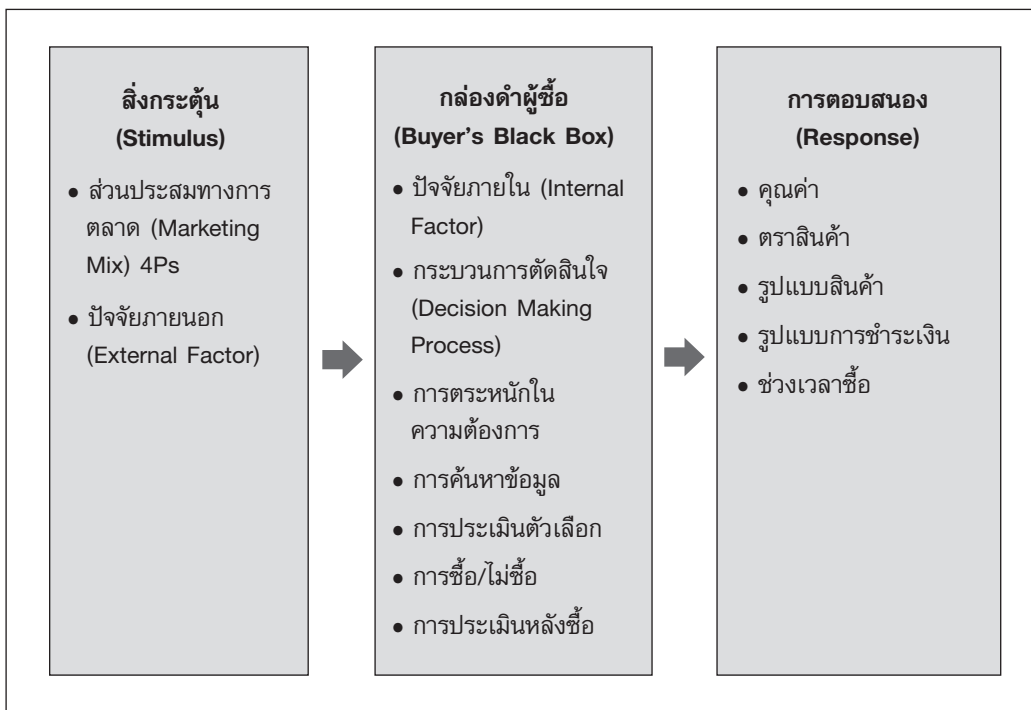 สิ่งกระตุ้น
(Stimulus)
• ส่วนประสมทางการ
ตลาด (Marketing
Mix) 4Ps
• ปัจจัยภายนอก
(External Factor)
กล่องดำผู้ซื้อ
(Buyer’s Black Box)
• ปัจจัยภายใน (Internal
Factor)
• กระบวนการตัดสินใจ
(Decision Making
Process)
• การตระหนักใน
ความต้องการ
• การค้นหาข้อมูล
• การประเมินตัวเลือก
• การซื้อ/ไม่ซื้อ
• การประเมินหลังซื้อ
การตอบสนอง
(Response)
• คุณค่า
• ตราสินค้า
• รูปแบบสินค้า
• รูปแบบการชำระเงิน
• ช่วงเวลาซื้อ